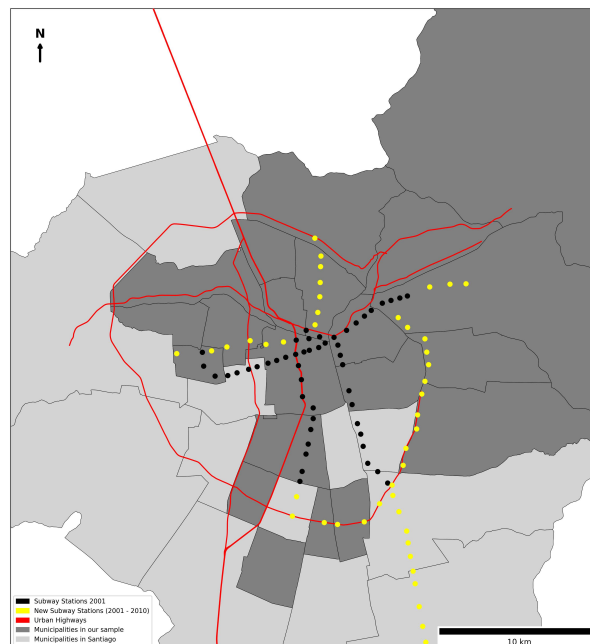 N
Subway Stations 2001
New Subway Stations (2001 - 2010)
Urban Highways
Municipalities in our sample
Municipalities in Santiago
10 km